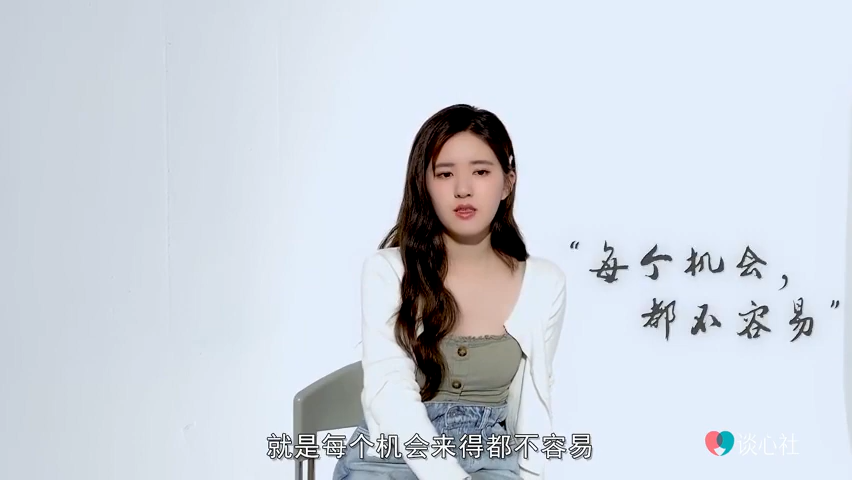 “每个机会，
都不容易”
就是每个机会来得都不容易
谈心社